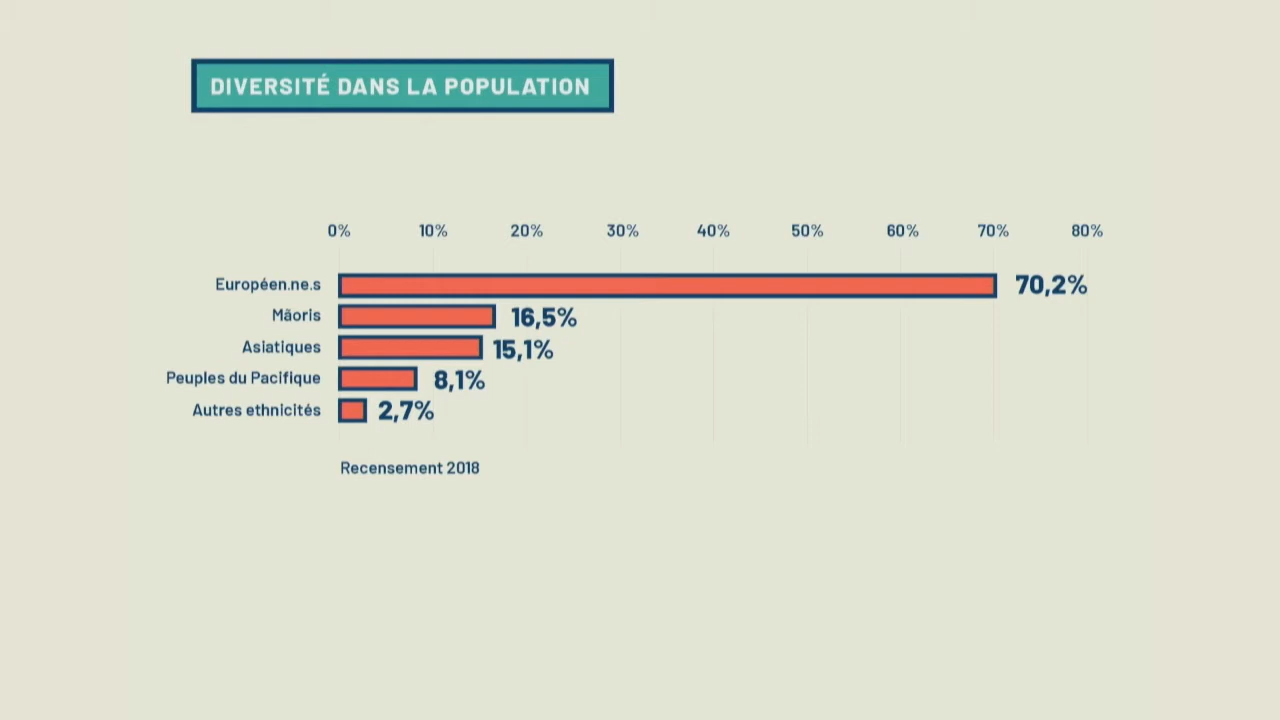 DIVERSITÉ DANS LA POPULATION
0% 10% 20% 30% 40% 50% 60% 70% 80%
Européen.ne.s 70,2%
Māoris 16,5%
Asiatiques 15,1%
Peuples du Pacifique 8,1%
Autres ethnicités 2,7%
Recensement 2018